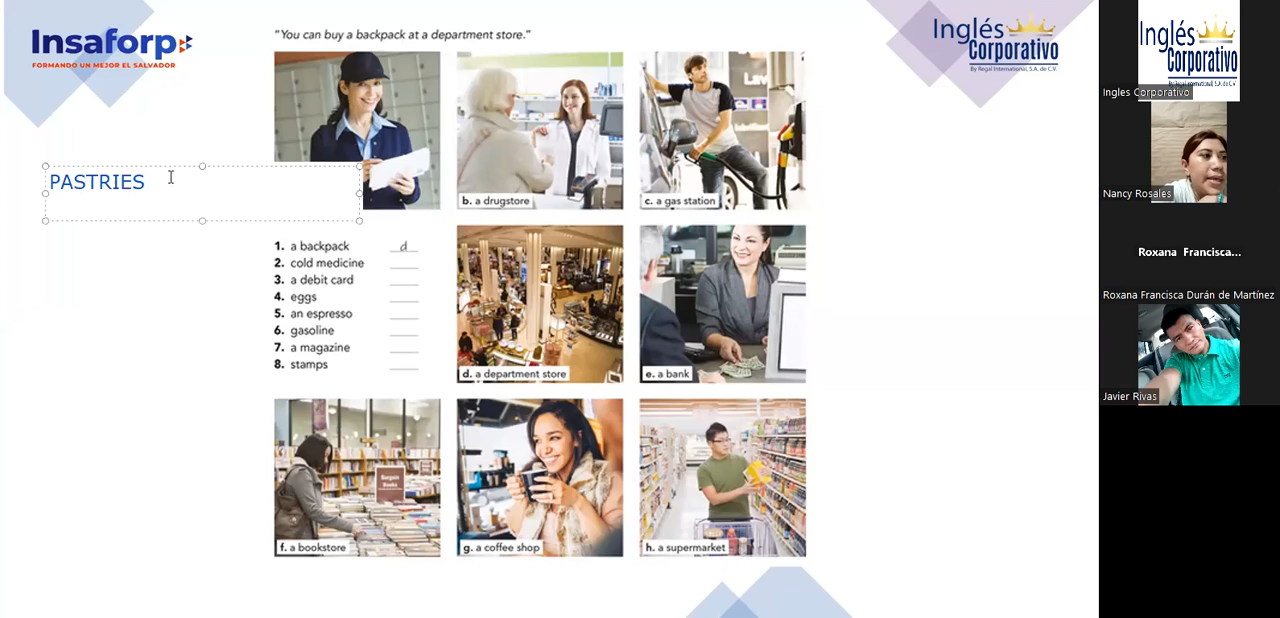 Insaforp
FORMANDO UN MEJOR EL SALVADOR
"You can buy a backpack at a department store."
Inglés
Corporativo
By Regal International, S.A. de C.V.
PASTRIES
b. a drugstore
c. a gas station
1. a backpack d
2. cold medicine
3. a debit card
4. eggs
5. an espresso
6. gasoline
7. a magazine
8. stamps
d. a department store
e. a bank
Bargain
Books
f. a bookstore
g. a coffee shop
h. a supermarket
Inglés
Corporativo
Ingles Corporativo
Nancy Rosales
Roxana Francisca...
Roxana Francisca Durán de Martínez
Javier Rivas